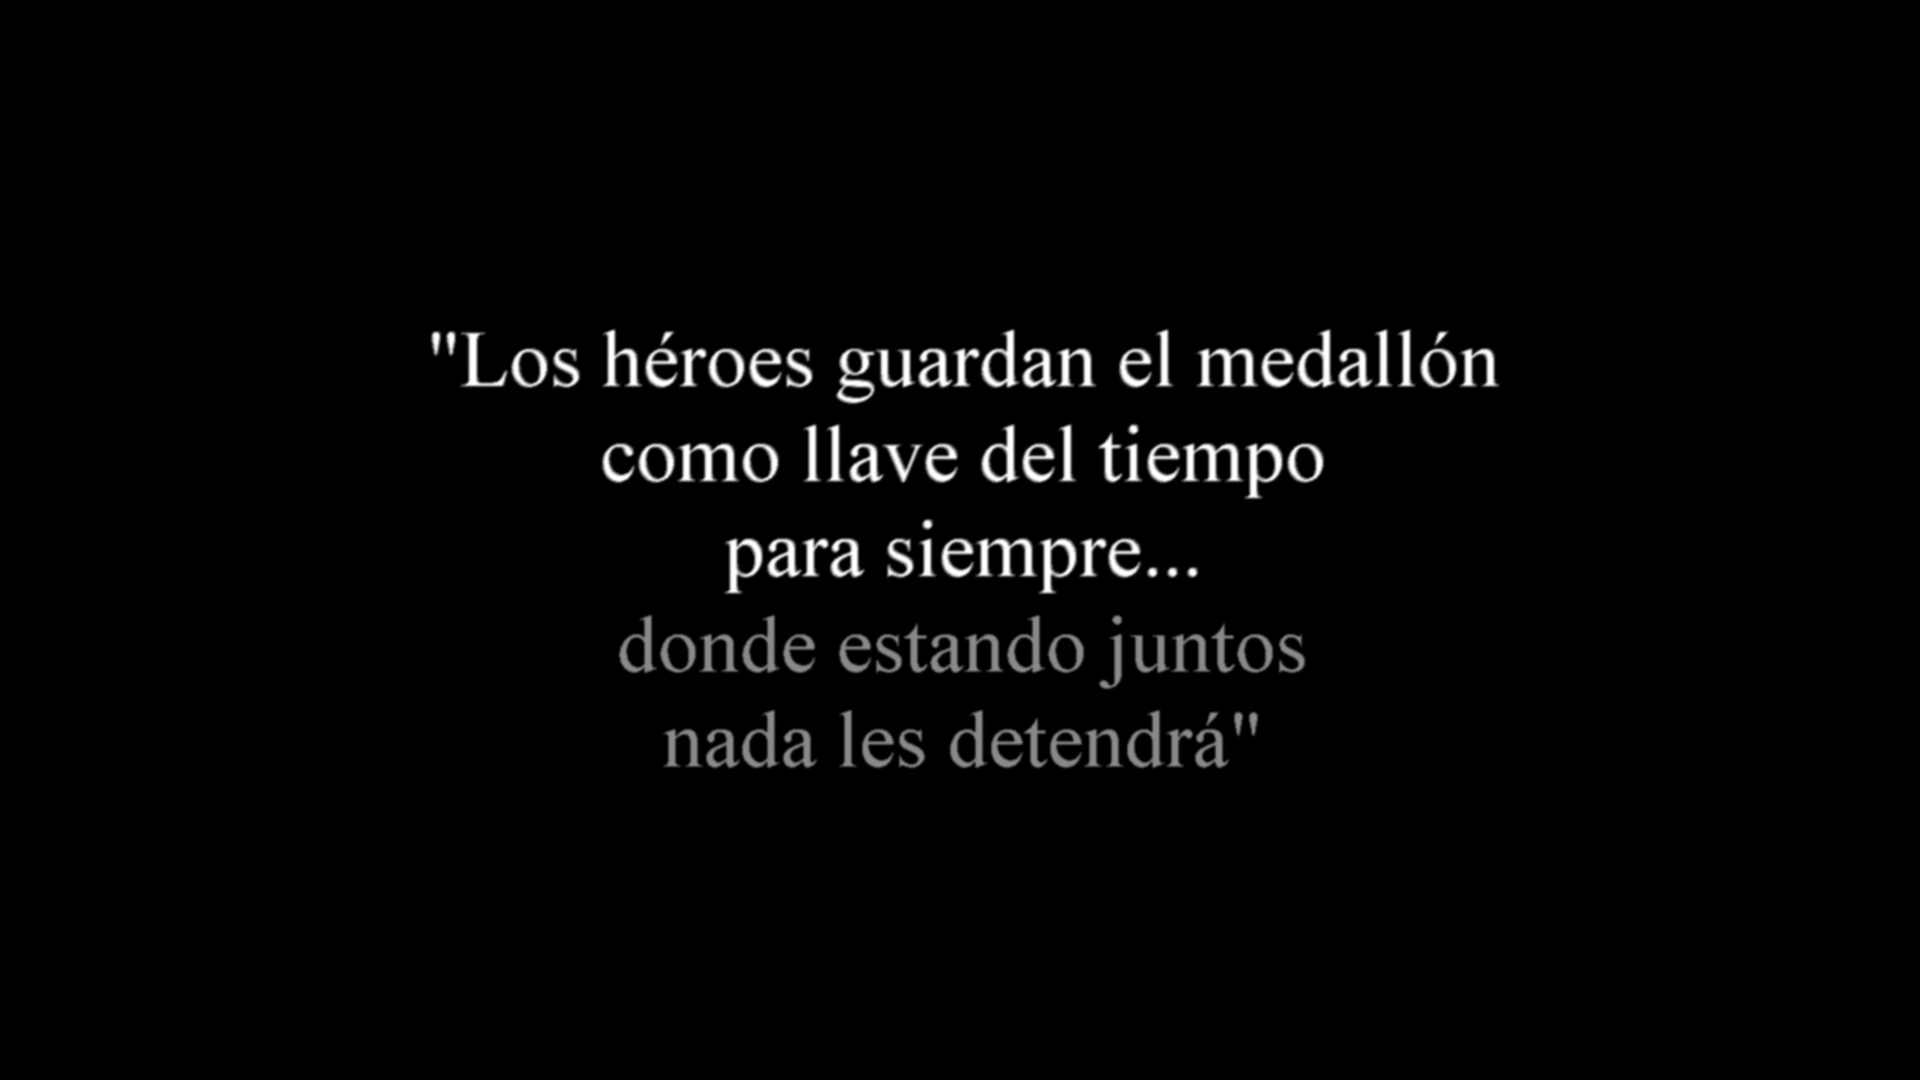 "Los héroes guardan el medallón
como llave del tiempo
para siempre...
donde estando juntos
nada les detendrá"